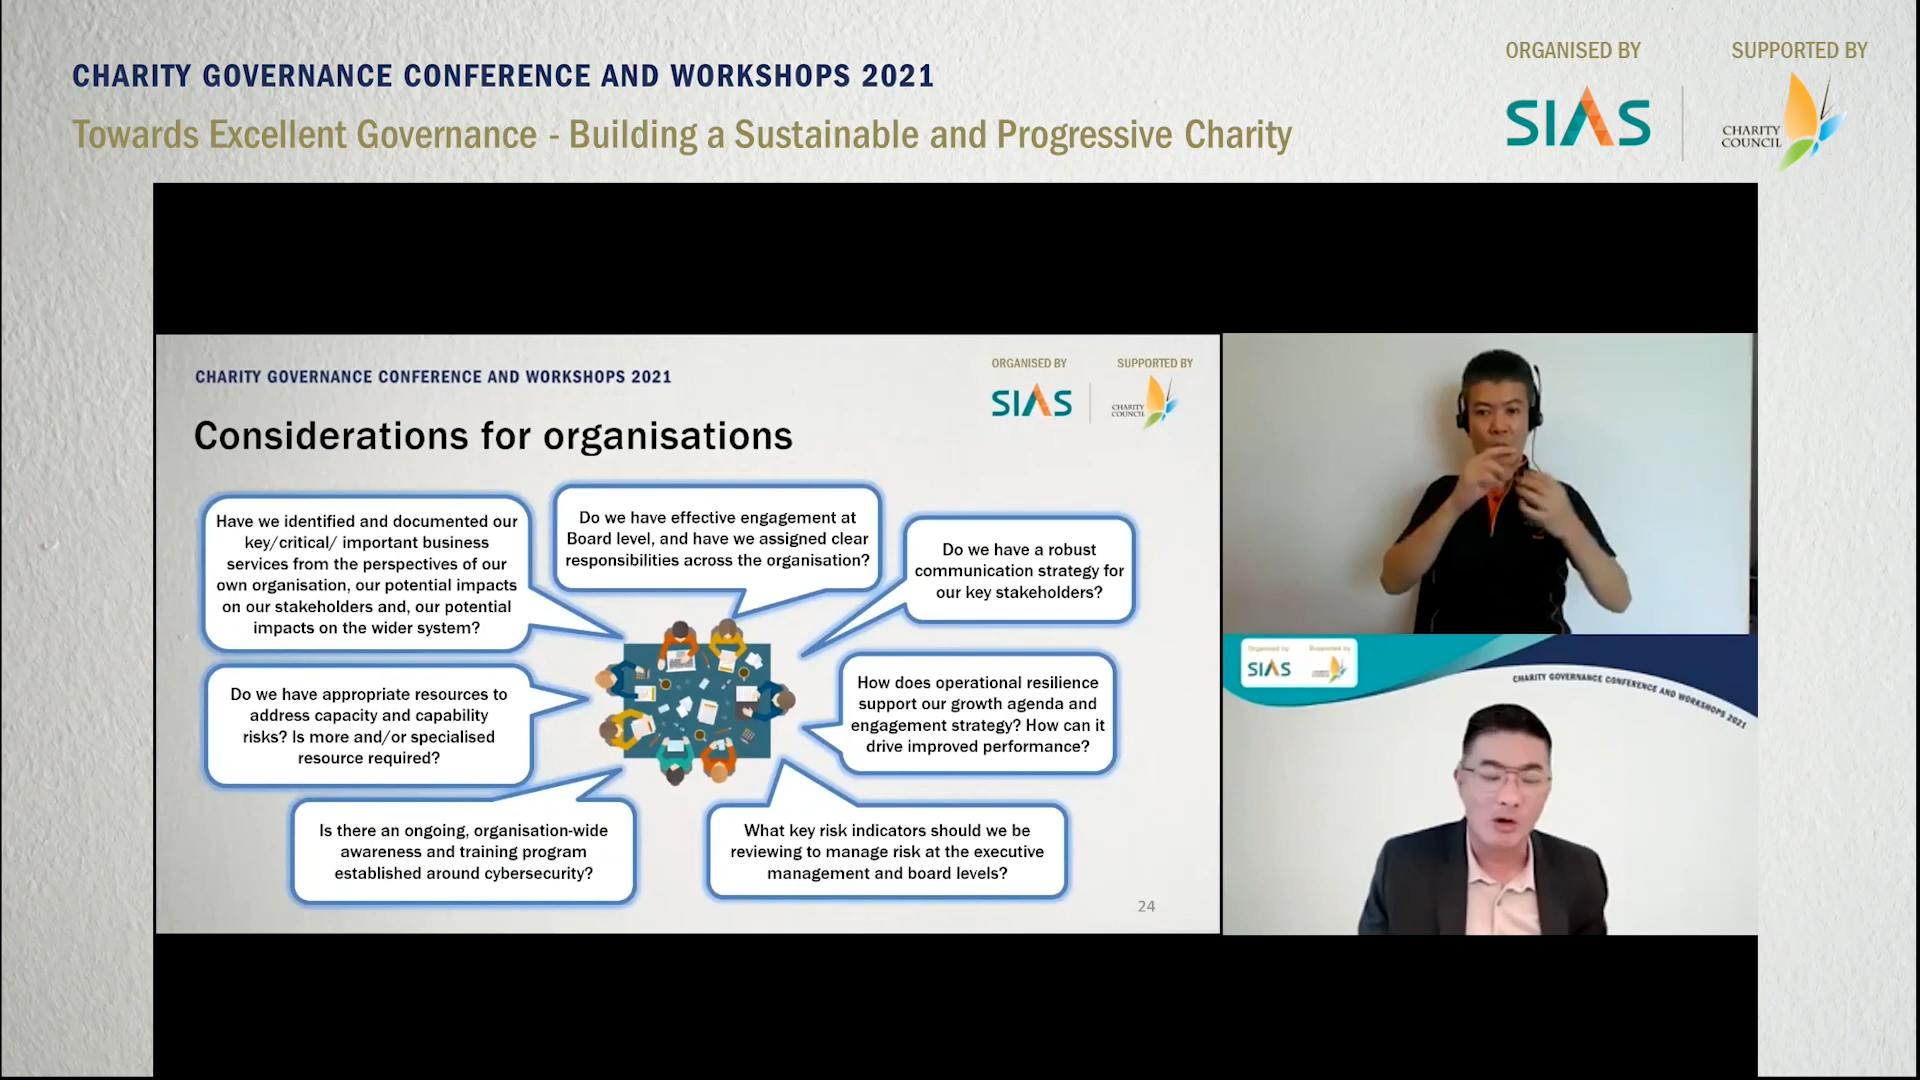 CHARITY GOVERNANCE CONFERENCE AND WORKSHOPS 2021
Towards Excellent Governance - Building a Sustainable and Progressive Charity
ORGANISED BY
SIAS
SUPPORTED BY
CHARITY
COUNCIL
CHARITY GOVERNANCE CONFERENCE AND WORKSHOPS 2021
ORGANISED BY
SIAS
SUPPORTED BY
CHARITY
COUNCIL
Considerations for organisations
Have we identified and documented our
key/critical/ important business
services from the perspectives of our
own organisation, our potential impacts
on our stakeholders and, our potential
impacts on the wider system?
Do we have effective engagement at
Board level, and have we assigned clear
responsibilities across the organisation?
Do we have a robust
communication strategy for
our key stakeholders?
Do we have appropriate resources to
address capacity and capability
risks? Is more and/or specialised
resource required?
How does operational resilience
support our growth agenda and
engagement strategy? How can it
drive improved performance?
Is there an ongoing, organisation-wide
awareness and training program
established around cybersecurity?
What key risk indicators should we be
reviewing to manage risk at the executive
management and board levels?
24
Organised by
SIAS
Supported by
CHARITY GOVERNANCE CONFERENCE AND WORKSHOPS 2021